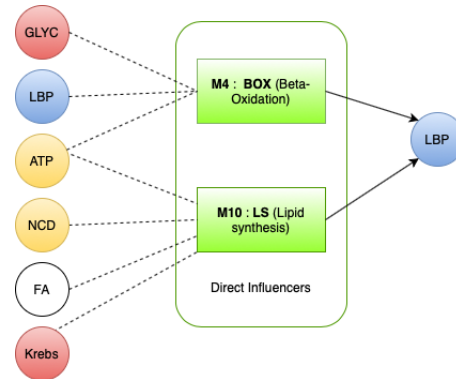 GLYC
LBP
ATP
NCD
FA
Krebs
M4 : BOX (Beta-
Oxidation)
M10 : LS (Lipid
synthesis)
Direct Influencers
LBP